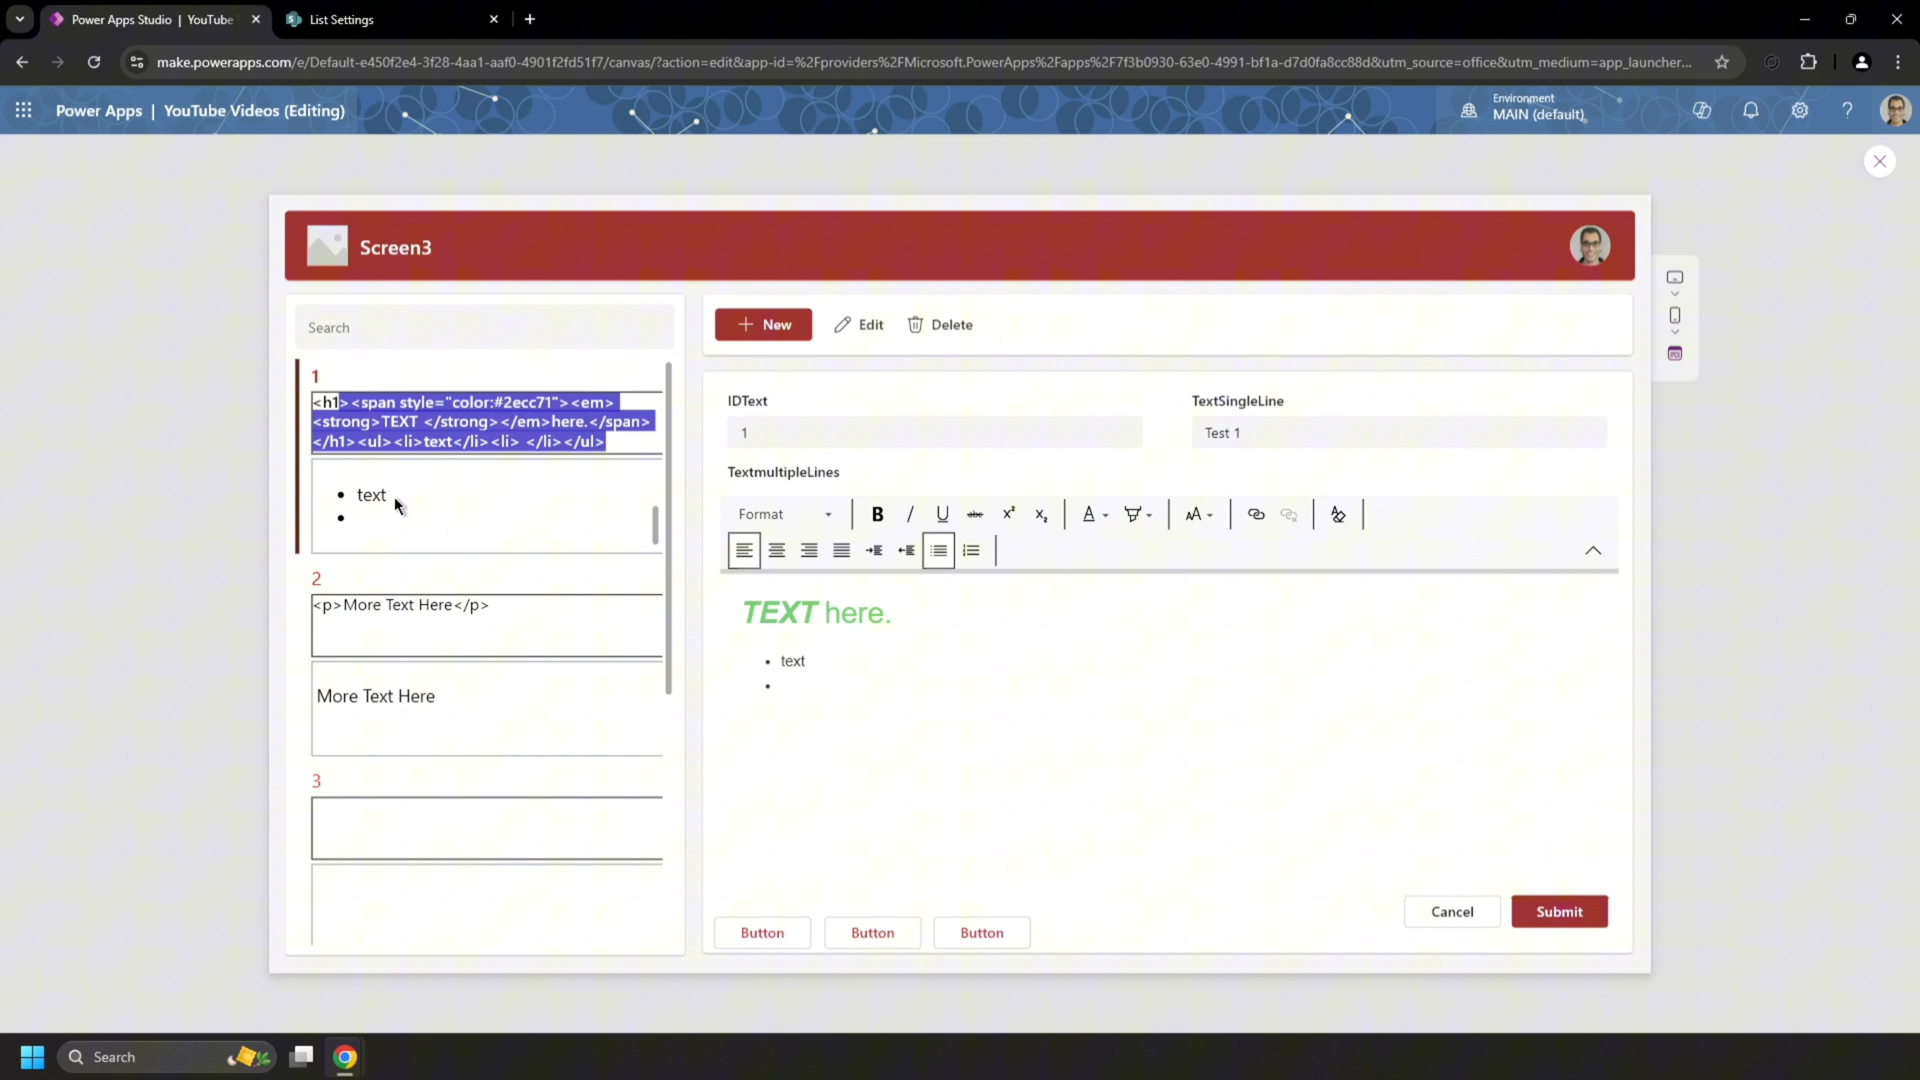 Power Apps Studio | YouTube
List Settings
make.powerapps.com/e/Default-e450f2e4-3f28-4aa1-aaf0-4901f2fd51f7/canvas/?action=edit&app-id=%2Fproviders%2FMicrosoft.PowerApps%2Fapps%2F7f3b0930-63e0-4991-bf1a-d7d0fa8cc88d&utm_source=office&utm_medium=app_launcher...
Power Apps | YouTube Videos (Editing)
Environment
MAIN (default)
Screen3
Search
New
Edit
Delete
1
<h1><span style="color:#2ecc71"><em>
<strong>TEXT </strong></em>here.</span>
</h1><ul><li>text</li><li> </li></ul>
• text
•
2
<p>More Text Here</p>
More Text Here
3
IDText
TextSingleLine
1
Test 1
TextmultipleLines
Format
B / U abc x² x₂ A AA
TEXT here.
• text
•
Cancel
Submit
Button
Button
Button
Search